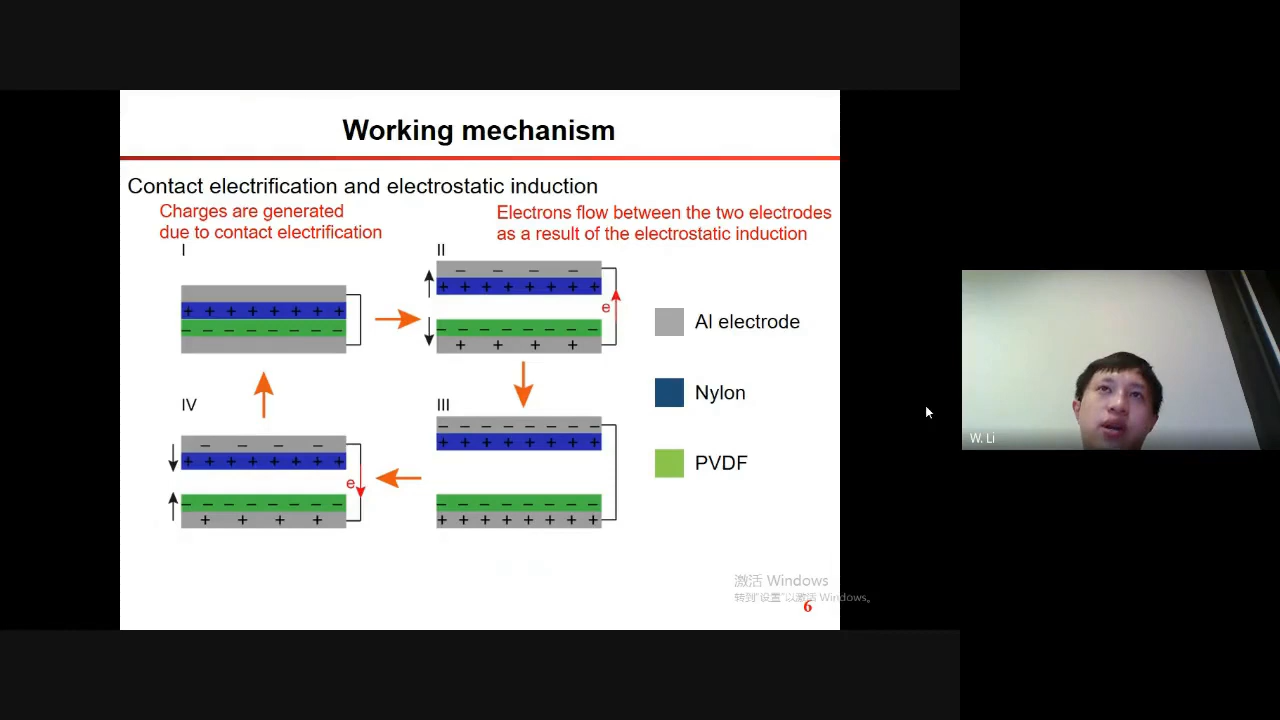 Working mechanism
Contact electrification and electrostatic induction
Charges are generated
due to contact electrification
Electrons flow between the two electrodes
as a result of the electrostatic induction
I
II
e
Al electrode
Nylon
PVDF
IV
III
e
激活 Windows
转到“设置”以激活 Windows。
6
W. Li